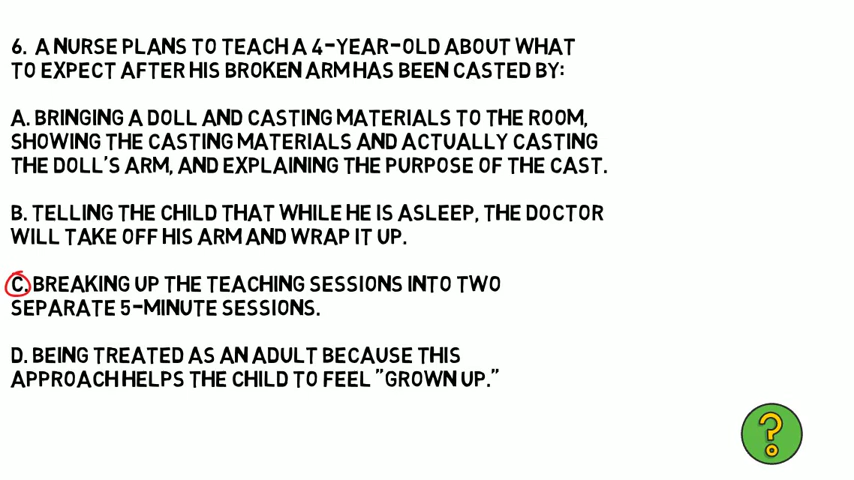 6. A NURSE PLANS TO TEACH A 4-YEAR-OLD ABOUT WHAT
TO EXPECT AFTER HIS BROKEN ARM HAS BEEN CASTED BY:
A. BRINGING A DOLL AND CASTING MATERIALS TO THE ROOM,
SHOWING THE CASTING MATERIALS AND ACTUALLY CASTING
THE DOLL'S ARM, AND EXPLAINING THE PURPOSE OF THE CAST.
B. TELLING THE CHILD THAT WHILE HE IS ASLEEP, THE DOCTOR
WILL TAKE OFF HIS ARM AND WRAP IT UP.
C. BREAKING UP THE TEACHING SESSIONS INTO TWO
SEPARATE 5-MINUTE SESSIONS.
D. BEING TREATED AS AN ADULT BECAUSE THIS
APPROACH HELPS THE CHILD TO FEEL "GROWN UP."
?